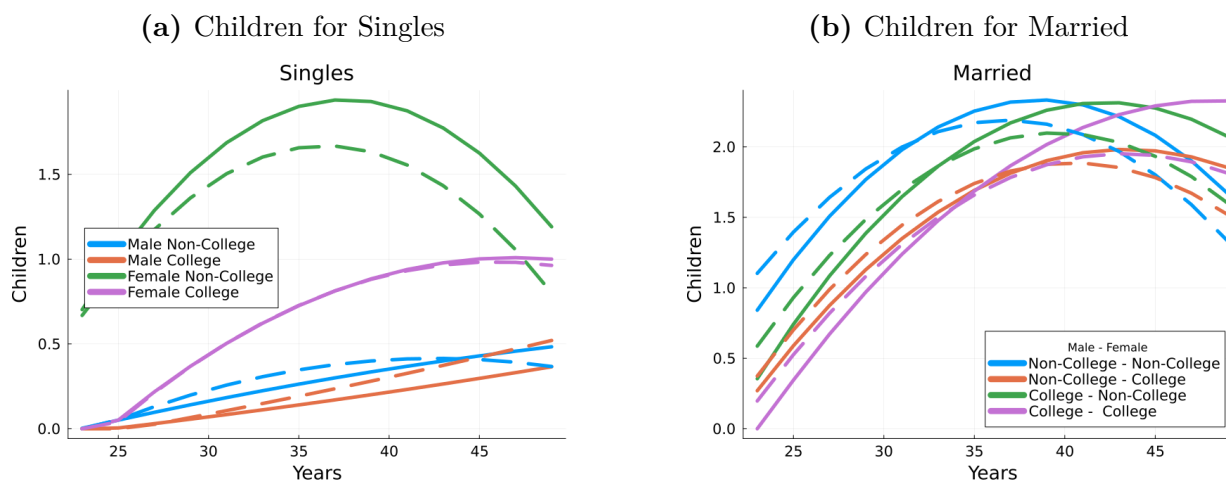 (a) Children for Singles
Singles
Children
1.5
1.0
0.5
0.0
Male Non-College
Male College
Female Non-College
Female College
25 30 35 40 45
Years
(b) Children for Married
Married
Children
2.0
1.5
1.0
0.5
0.0
Male - Female
Non-College - Non-College
Non-College - College
College - Non-College
College - College
25 30 35 40 45
Years